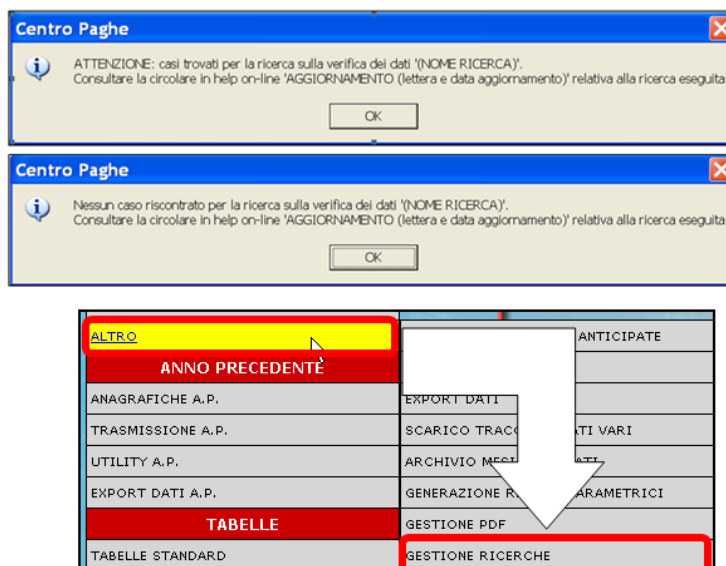 Centro Paghe
ATTENZIONE: casi trovati per la ricerca sulla verifica dei dati '(NOME RICERCA)'.
Consultare la circolare in help on-line 'AGGIORNAMENTO (lettera e data aggiornamento)' relativa alla ricerca eseguita
OK
Centro Paghe
Nessun caso riscontrato per la ricerca sulla verifica dei dati '(NOME RICERCA)'.
Consultare la circolare in help on-line 'AGGIORNAMENTO (lettera e data aggiornamento)' relativa alla ricerca eseguita.
OK
ALTRO
ANTICIPATE
ANNO PRECEDENTE
ANAGRAFICHE A.P.
EXPORT DATI
TRASMISSIONE A.P.
SCARICO VARI
UTILITY A.P.
ARCHIVIO
EXPORT DATI A.P.
GENERAZIONE
TABELLE
GESTIONE PDF
TABELLE STANDARD
GESTIONE RICERCHE